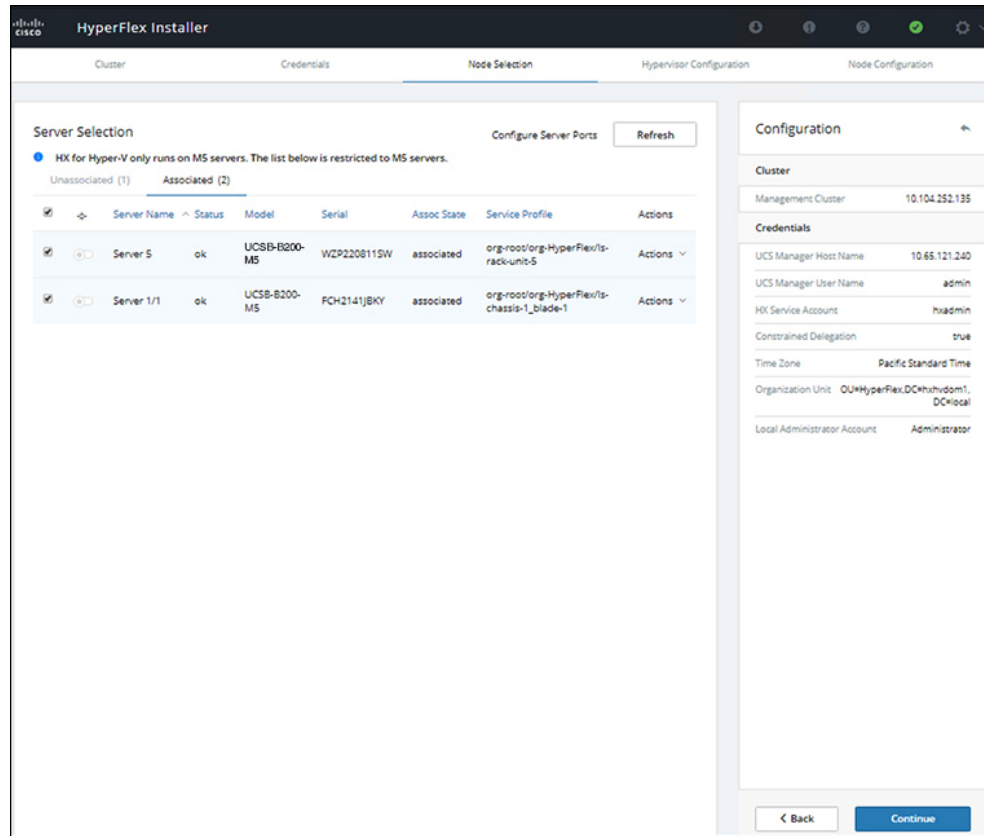 CISCO HyperFlex Installer
Cluster Credentials Node Selection Hypervisor Configuration Node Configuration
Server Selection
Configure Server Ports Refresh
HX for Hyper-V only runs on M5 servers. The list below is restricted to M5 servers.
Unassociated (1) Associated (2)
Server Name Status Model Serial Assoc State Service Profile Actions
Server 5 ok UCSB-B200-M5 WZP220811SW associated org-root/org-HyperFlex/ls-rack-unit-5 Actions
Server 1/1 ok UCSB-B200-M5 FCH2141JBKY associated org-root/org-HyperFlex/ls-chassis-1_blade-1 Actions
Configuration
Cluster
Management Cluster 10.104.252.135
Credentials
UCS Manager Host Name 10.65.121.240
UCS Manager User Name admin
HX Service Account hxadmin
Constrained Delegation true
Time Zone Pacific Standard Time
Organization Unit OU=HyperFlex,DC=hxhvdom1,
DC=local
Local Administrator Account Administrator
< Back Continue